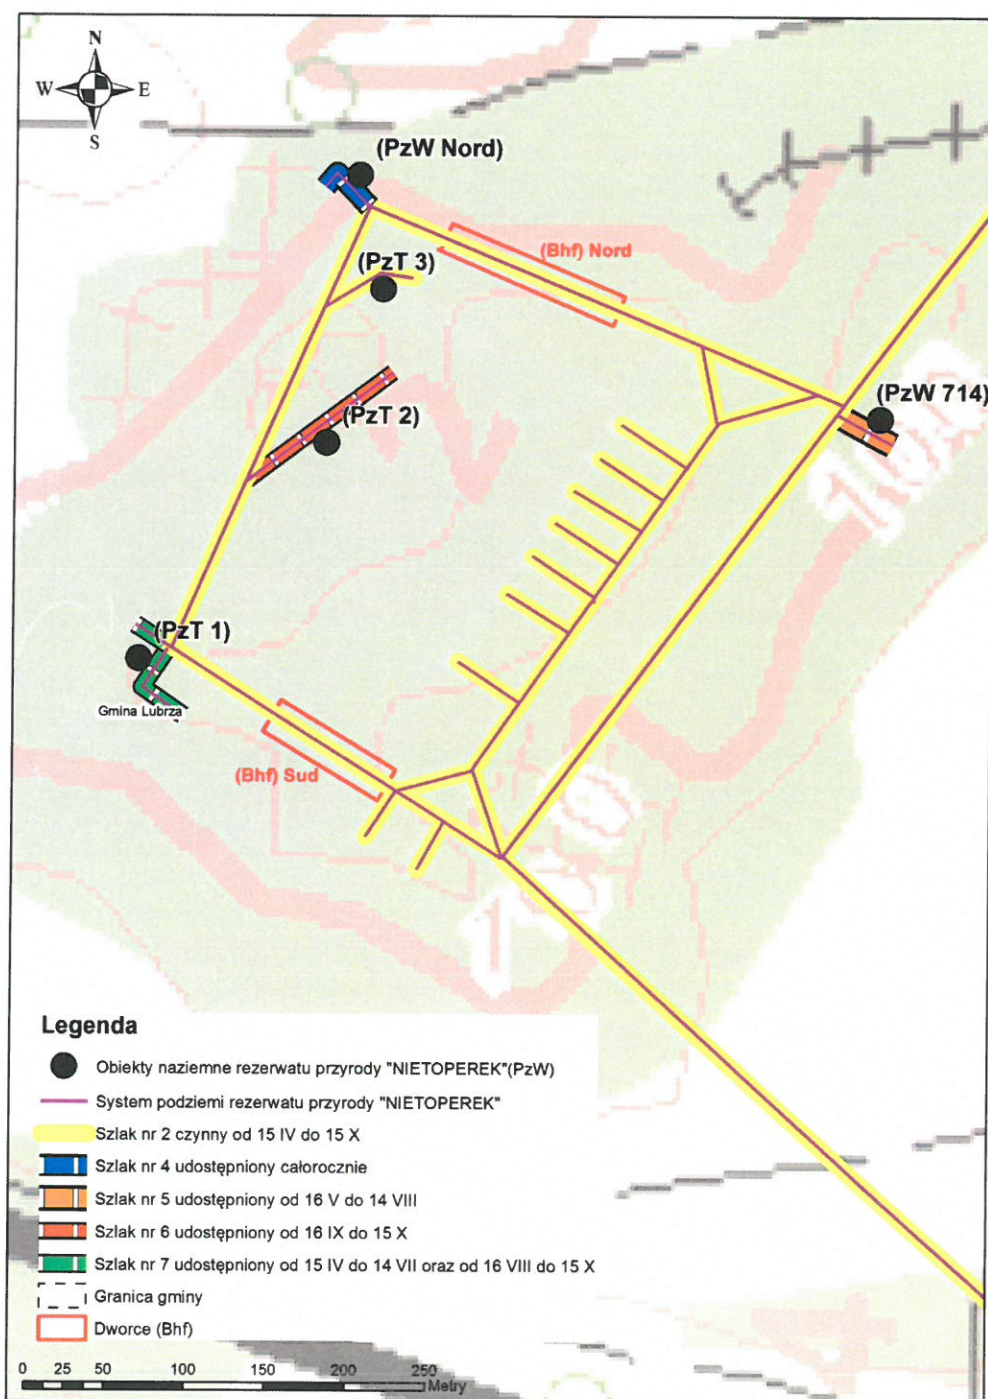 N
W E
S
(PzW Nord)
(Bhf) Nord
(PzT 3)
(PzW 714)
(PzT 2)
(PzT 1)
Gmina Lubrza
(Bhf) Sud
Legenda
Obiekty naziemne rezerwatu przyrody "NIETOPEREK"(PzW)
System podziemi rezerwatu przyrody "NIETOPEREK"
Szlak nr 2 czynny od 15 IV do 15 X
Szlak nr 4 udostępniony całorocznie
Szlak nr 5 udostępniony od 16 V do 14 VIII
Szlak nr 6 udostępniony od 16 IX do 15 X
Szlak nr 7 udostępniony od 15 IV do 14 VII oraz od 16 VIII do 15 X
Granica gminy
Dworce (Bhf)
0 25 50 100 150 200 250
Metry